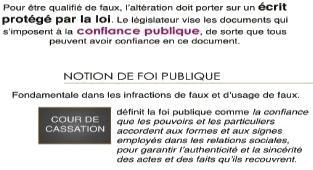 Pour être qualifié de faux, l'altération doit porter sur un écrit
protégé par la loi. Le législateur vise les documents qui
s'imposent à la confiance publique, de sorte que tous
peuvent avoir confiance en ce document.
NOTION DE FOI PUBLIQUE
Fondamentale dans les infractions de faux et d'usage de faux.
COUR DE
CASSATION
définit la foi publique comme la confiance
que les pouvoirs et les particuliers
accordent aux formes et aux signes
employés dans les relations sociales,
pour garantir l'authenticité et la sincérité
des actes et des faits qu'ils recouvrent.